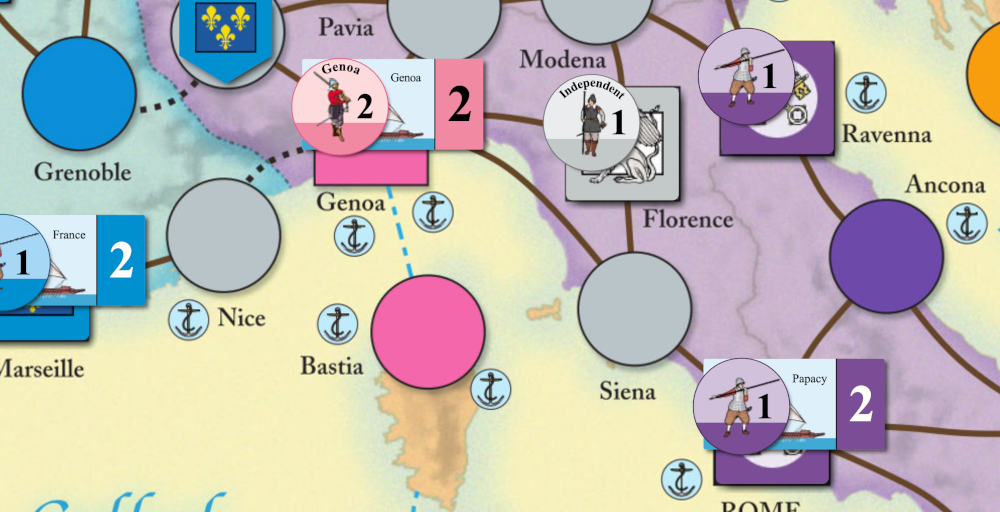 Pavia
Modena
Genoa
Genoa
2
2
Independent
1
1
Ravenna
Grenoble
Genoa
Florence
Ancona
France
1
2
Nice
Marseille
Bastia
Siena
Papacy
1
2
ROME